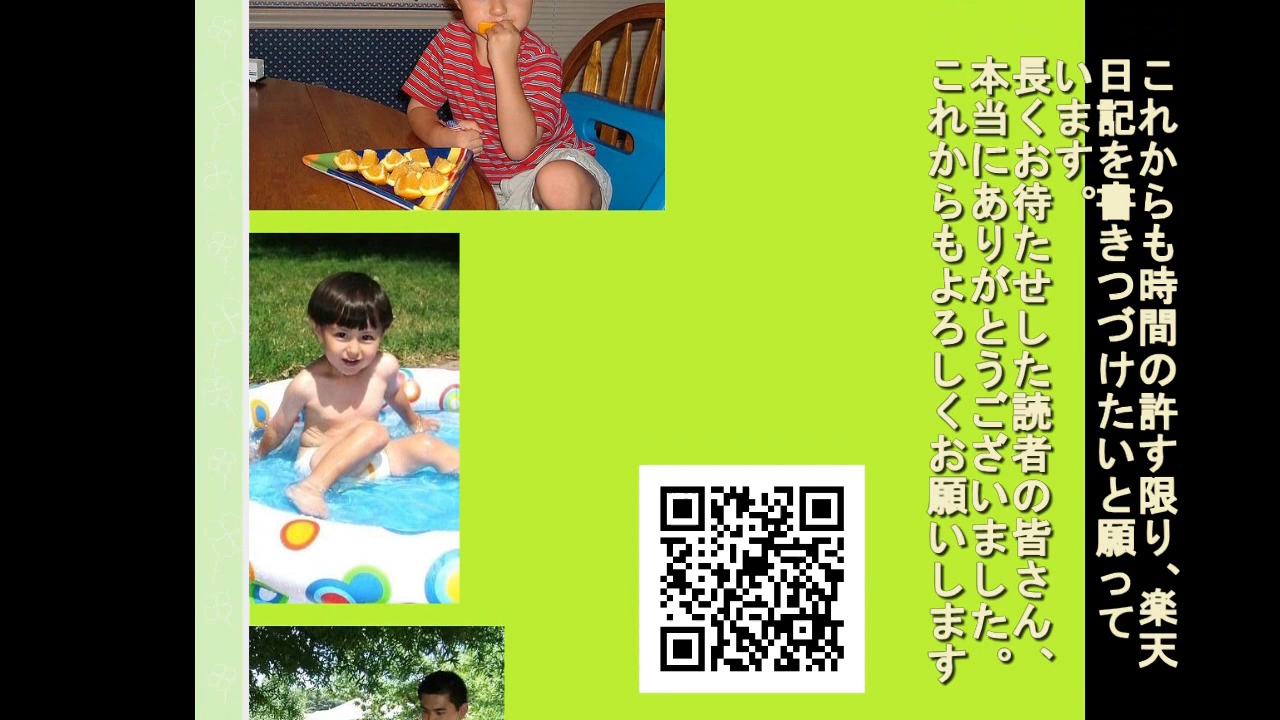 これからも時間の許す限り、楽天
日記を書きつづけたいと願って
います。
長くお待たせした読者の皆さん、
本当にありがとうございました。
これからもよろしくお願いします